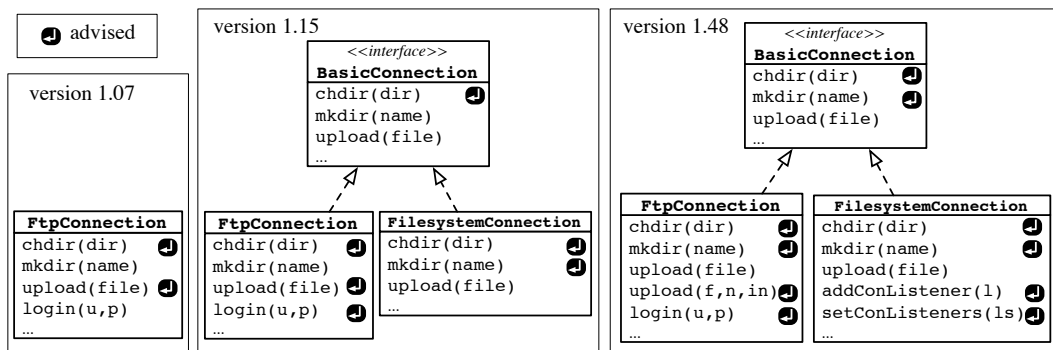 advised
version 1.07
FtpConnection
chdir(dir)
mkdir(name)
upload(file)
login(u,p)
...
version 1.15
<<interface>>
BasicConnection
chdir(dir)
mkdir(name)
upload(file)
...
FtpConnection
chdir(dir)
mkdir(name)
upload(file)
login(u,p)
...
FilesystemConnection
chdir(dir)
mkdir(name)
upload(file)
...
version 1.48
<<interface>>
BasicConnection
chdir(dir)
mkdir(name)
upload(file)
...
FtpConnection
chdir(dir)
mkdir(name)
upload(file)
upload(f,n,in)
login(u,p)
...
FilesystemConnection
chdir(dir)
mkdir(name)
upload(file)
addConListener(l)
setConListeners(ls)
...